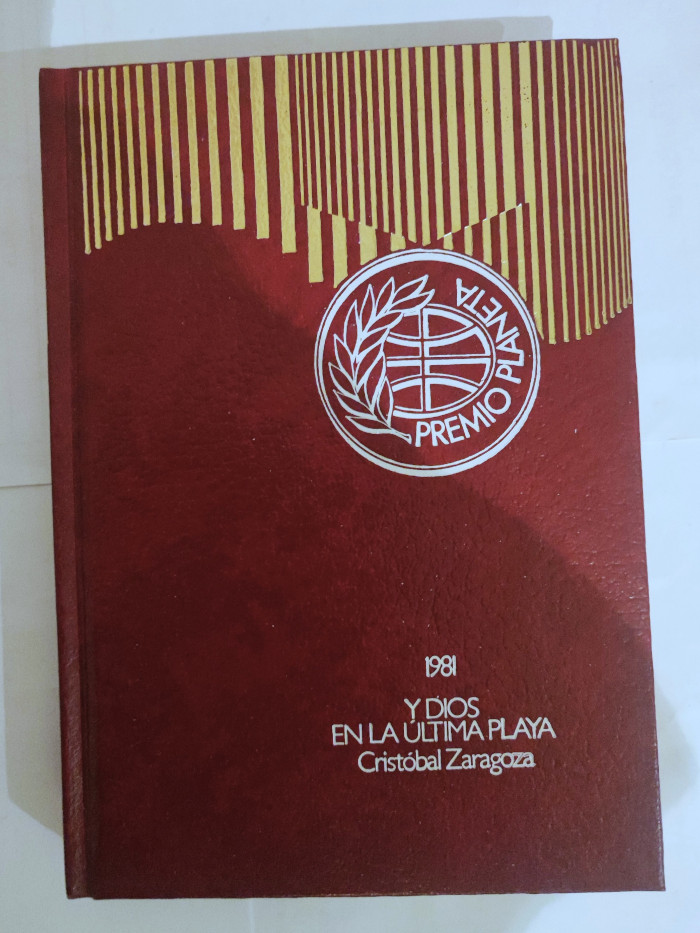 PREMIO PLANETA
1981
Y DIOS
EN LA ÚLTIMA PLAYA
Cristóbal Zaragoza